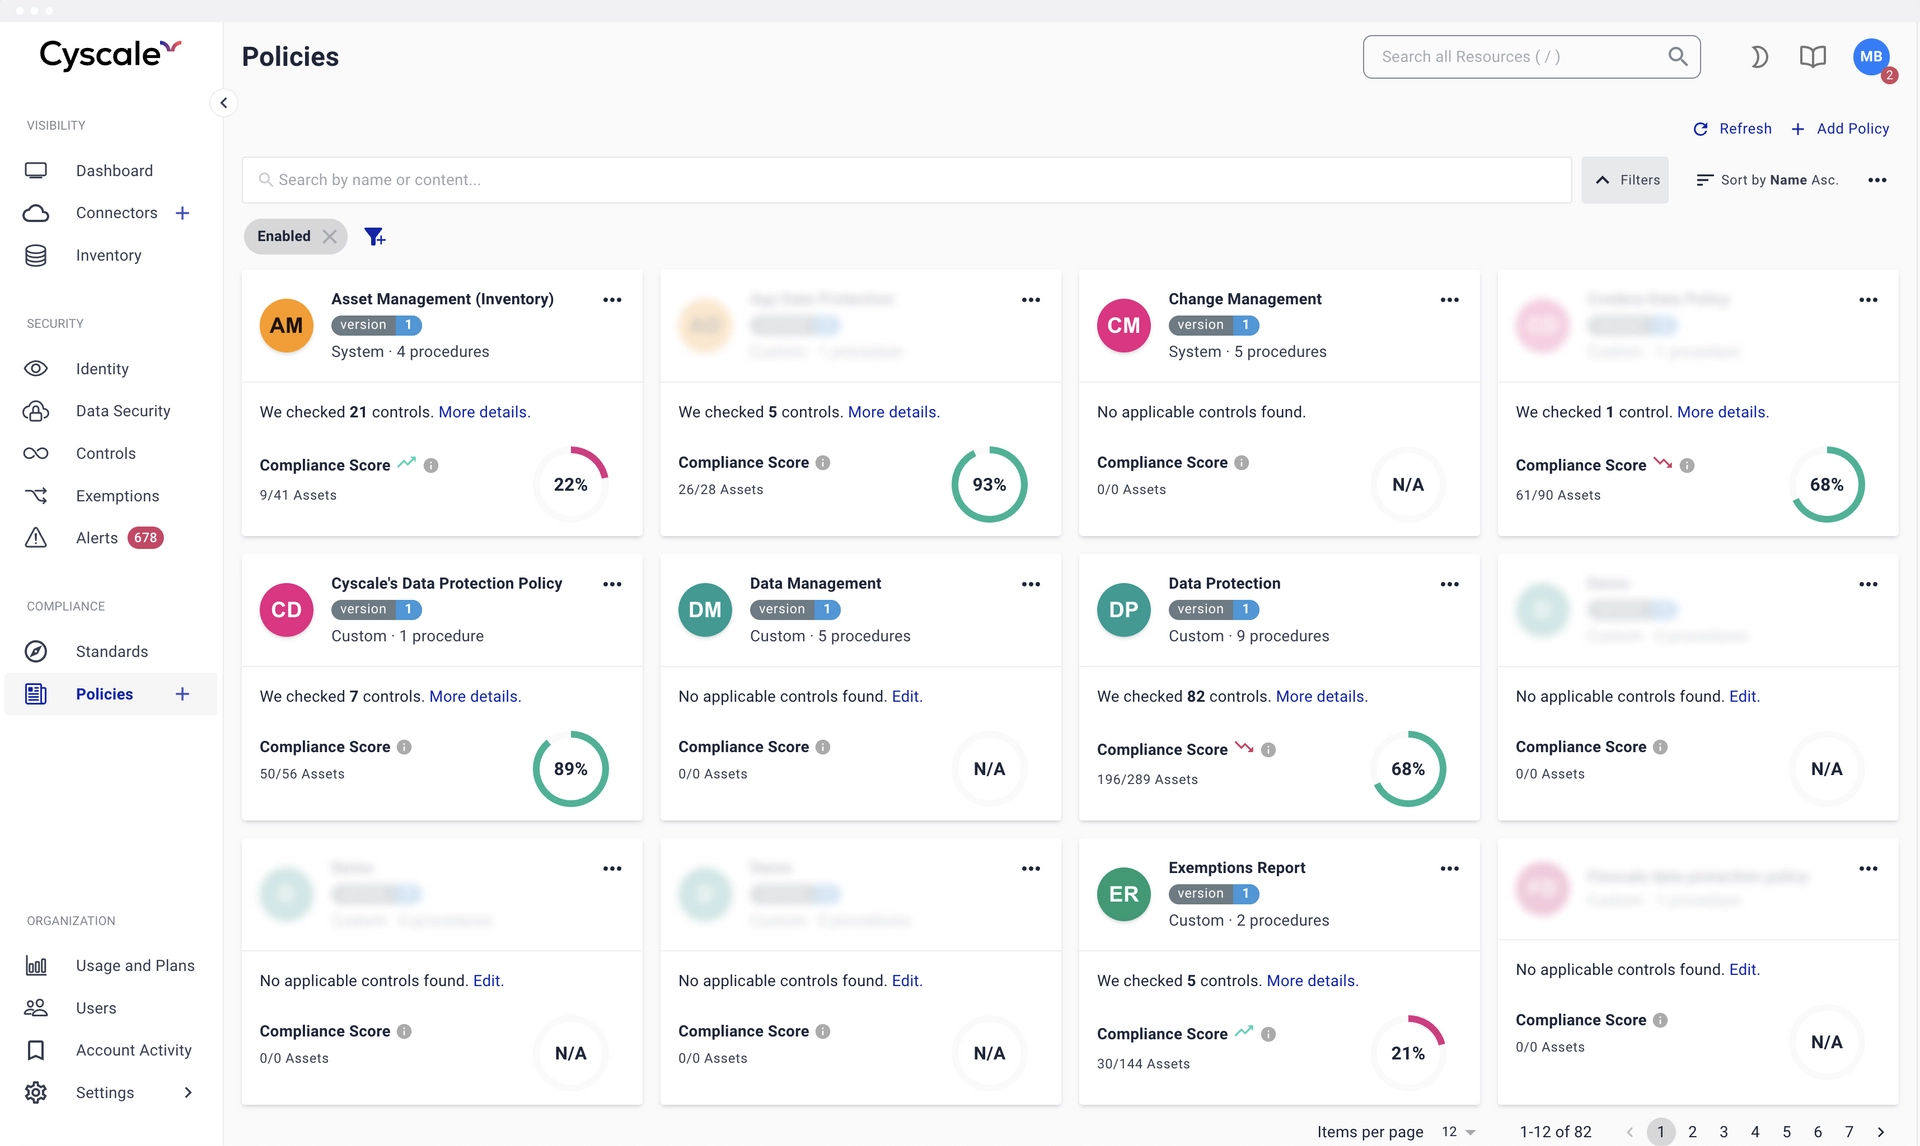 Cyscale
Policies
Search all Resources ( / )
MB
2
VISIBILITY
Dashboard
Connectors +
Inventory
SECURITY
Identity
Data Security
Controls
Exemptions
Alerts 678
COMPLIANCE
Standards
Policies +
ORGANIZATION
Usage and Plans
Users
Account Activity
Settings
Refresh + Add Policy
Search by name or content...
Filters
Sort by Name Asc.
Enabled
AM
Asset Management (Inventory)
version 1
System · 4 procedures
We checked 21 controls. More details.
Compliance Score
9/41 Assets
22%
We checked 5 controls. More details.
Compliance Score
26/28 Assets
93%
CM
Change Management
version 1
System · 5 procedures
No applicable controls found.
Compliance Score
0/0 Assets
N/A
We checked 1 control. More details.
Compliance Score
61/90 Assets
68%
CD
Cyscale's Data Protection Policy
version 1
Custom · 1 procedure
We checked 7 controls. More details.
Compliance Score
50/56 Assets
89%
DM
Data Management
version 1
Custom · 5 procedures
No applicable controls found. Edit.
Compliance Score
0/0 Assets
N/A
DP
Data Protection
version 1
Custom · 9 procedures
We checked 82 controls. More details.
Compliance Score
196/289 Assets
68%
No applicable controls found. Edit.
Compliance Score
0/0 Assets
N/A
No applicable controls found. Edit.
Compliance Score
0/0 Assets
N/A
No applicable controls found. Edit.
Compliance Score
0/0 Assets
N/A
ER
Exemptions Report
version 1
Custom · 2 procedures
We checked 5 controls. More details.
Compliance Score
30/144 Assets
21%
No applicable controls found. Edit.
Compliance Score
0/0 Assets
N/A
Items per page 12 1-12 of 82 1 2 3 4 5 6 7